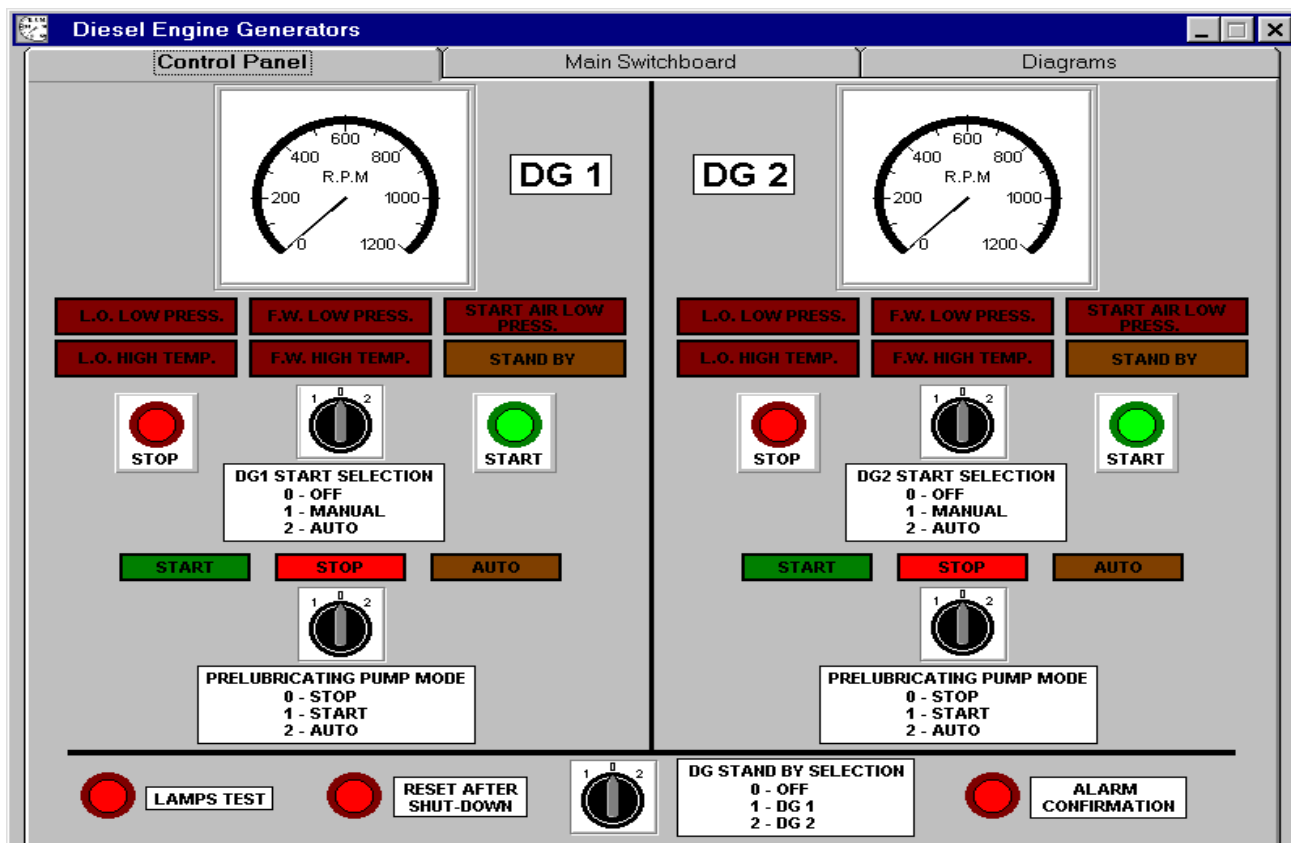 Diesel Engine Generators
Control Panel
Main Switchboard
Diagrams
600
400
800
R.P.M
200
1000
0
1200
DG 1
DG 2
600
400
800
R.P.M
200
1000
0
1200
L.O. LOW PRESS.
F.W. LOW PRESS.
START AIR LOW
PRESS.
L.O. HIGH TEMP.
F.W. HIGH TEMP.
STAND BY
STOP
1 0 2
START
DG1 START SELECTION
0 - OFF
1 - MANUAL
2 - AUTO
START
STOP
AUTO
1 0 2
PRELUBRICATING PUMP MODE
0 - STOP
1 - START
2 - AUTO
L.O. LOW PRESS.
F.W. LOW PRESS.
START AIR LOW
PRESS.
L.O. HIGH TEMP.
F.W. HIGH TEMP.
STAND BY
STOP
1 0 2
START
DG2 START SELECTION
0 - OFF
1 - MANUAL
2 - AUTO
START
STOP
AUTO
1 0 2
PRELUBRICATING PUMP MODE
0 - STOP
1 - START
2 - AUTO
LAMPS TEST
RESET AFTER
SHUT-DOWN
1 0 2
DG STAND BY SELECTION
0 - OFF
1 - DG 1
2 - DG 2
ALARM
CONFIRMATION